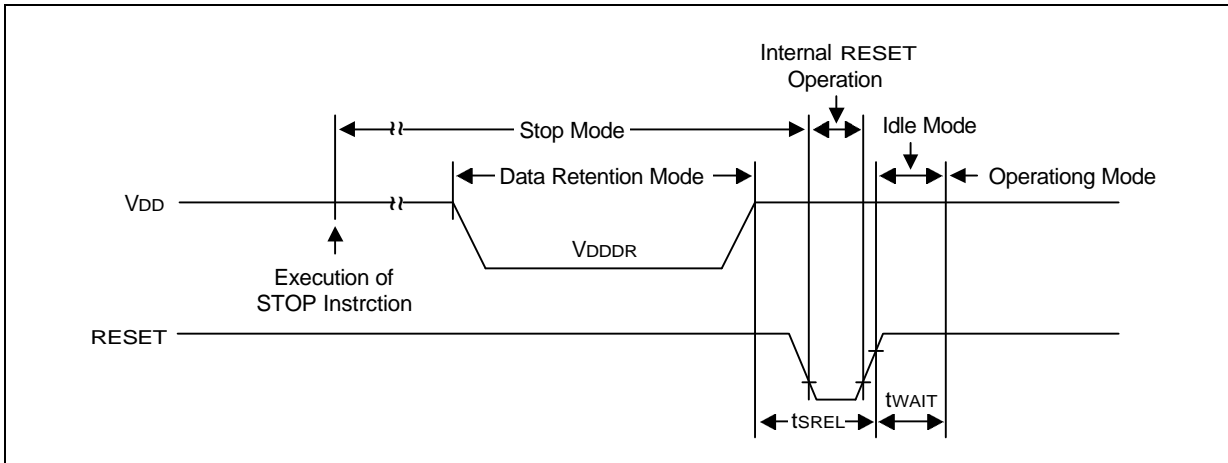 Internal RESET
Operation
Stop Mode
Idle Mode
Data Retention Mode
Operationg Mode
VDD
VDDDR
Execution of
STOP Instrction
RESET
tSREL
tWAIT